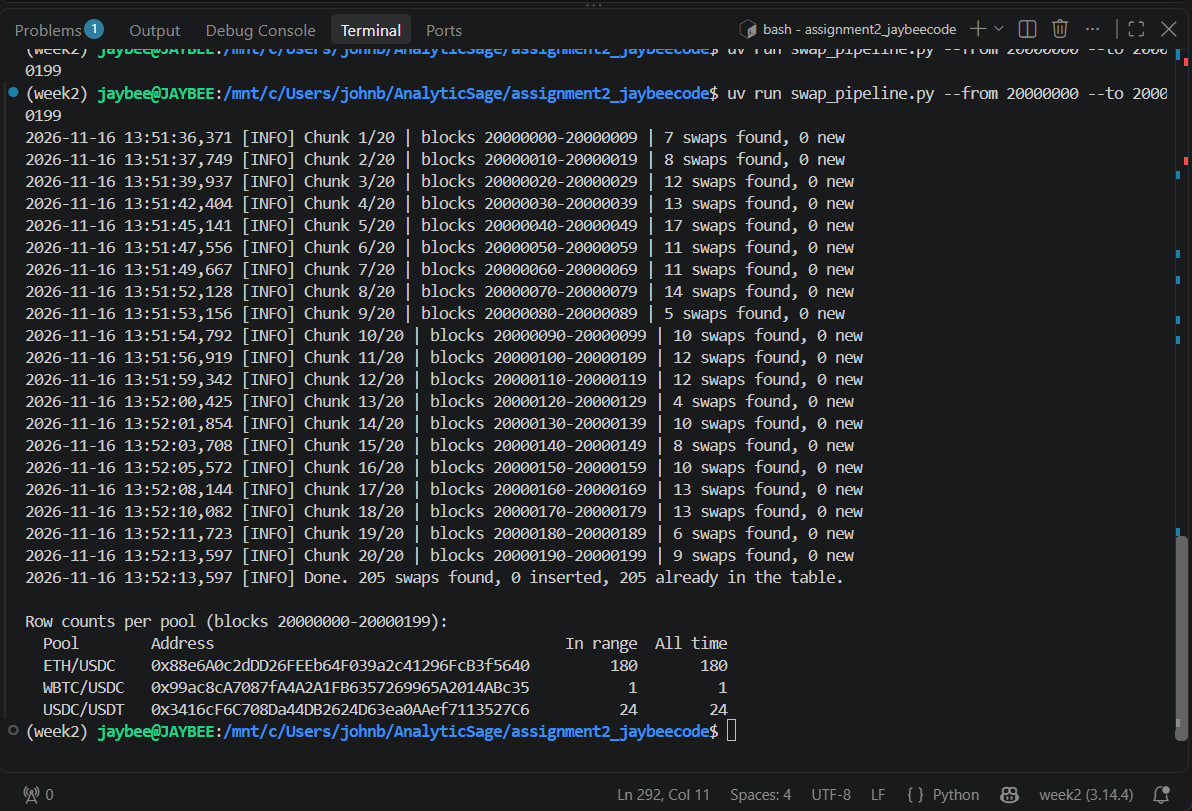 Problems 1 Output Debug Console Terminal Ports bash - assignment2_jaybeecode
(week2) jaybee@JAYBEE:/mnt/c/Users/johnb/AnalyticSage/assignment2_jaybeecode$ uv run swap_pipeline.py --from 20000000 --to 2000
0199
(week2) jaybee@JAYBEE:/mnt/c/Users/johnb/AnalyticSage/assignment2_jaybeecode$ uv run swap_pipeline.py --from 20000000 --to 2000
0199
2026-11-16 13:51:36,371 [INFO] Chunk 1/20 | blocks 20000000-20000009 | 7 swaps found, 0 new
2026-11-16 13:51:37,749 [INFO] Chunk 2/20 | blocks 20000010-20000019 | 8 swaps found, 0 new
2026-11-16 13:51:39,937 [INFO] Chunk 3/20 | blocks 20000020-20000029 | 12 swaps found, 0 new
2026-11-16 13:51:42,404 [INFO] Chunk 4/20 | blocks 20000030-20000039 | 13 swaps found, 0 new
2026-11-16 13:51:45,141 [INFO] Chunk 5/20 | blocks 20000040-20000049 | 17 swaps found, 0 new
2026-11-16 13:51:47,556 [INFO] Chunk 6/20 | blocks 20000050-20000059 | 11 swaps found, 0 new
2026-11-16 13:51:49,667 [INFO] Chunk 7/20 | blocks 20000060-20000069 | 11 swaps found, 0 new
2026-11-16 13:51:52,128 [INFO] Chunk 8/20 | blocks 20000070-20000079 | 14 swaps found, 0 new
2026-11-16 13:51:53,156 [INFO] Chunk 9/20 | blocks 20000080-20000089 | 5 swaps found, 0 new
2026-11-16 13:51:54,792 [INFO] Chunk 10/20 | blocks 20000090-20000099 | 10 swaps found, 0 new
2026-11-16 13:51:56,919 [INFO] Chunk 11/20 | blocks 20000100-20000109 | 12 swaps found, 0 new
2026-11-16 13:51:59,342 [INFO] Chunk 12/20 | blocks 20000110-20000119 | 12 swaps found, 0 new
2026-11-16 13:52:00,425 [INFO] Chunk 13/20 | blocks 20000120-20000129 | 4 swaps found, 0 new
2026-11-16 13:52:01,854 [INFO] Chunk 14/20 | blocks 20000130-20000139 | 10 swaps found, 0 new
2026-11-16 13:52:03,708 [INFO] Chunk 15/20 | blocks 20000140-20000149 | 8 swaps found, 0 new
2026-11-16 13:52:05,572 [INFO] Chunk 16/20 | blocks 20000150-20000159 | 10 swaps found, 0 new
2026-11-16 13:52:08,144 [INFO] Chunk 17/20 | blocks 20000160-20000169 | 13 swaps found, 0 new
2026-11-16 13:52:10,082 [INFO] Chunk 18/20 | blocks 20000170-20000179 | 13 swaps found, 0 new
2026-11-16 13:52:11,723 [INFO] Chunk 19/20 | blocks 20000180-20000189 | 6 swaps found, 0 new
2026-11-16 13:52:13,597 [INFO] Chunk 20/20 | blocks 20000190-20000199 | 9 swaps found, 0 new
2026-11-16 13:52:13,597 [INFO] Done. 205 swaps found, 0 inserted, 205 already in the table.
Row counts per pool (blocks 20000000-20000199):
Pool Address In range All time
ETH/USDC 0x88e6A0c2dDD26FEEb64F039a2c41296FcB3f5640 180 180
WBTC/USDC 0x99ac8cA7087fA4A2A1FB6357269965A2014ABc35 1 1
USDC/USDT 0x3416cF6C708Da44DB2624D63ea0AAef7113527C6 24 24
(week2) jaybee@JAYBEE:/mnt/c/Users/johnb/AnalyticSage/assignment2_jaybeecode$
0 Ln 292, Col 11 Spaces: 4 UTF-8 LF { } Python week2 (3.14.4)